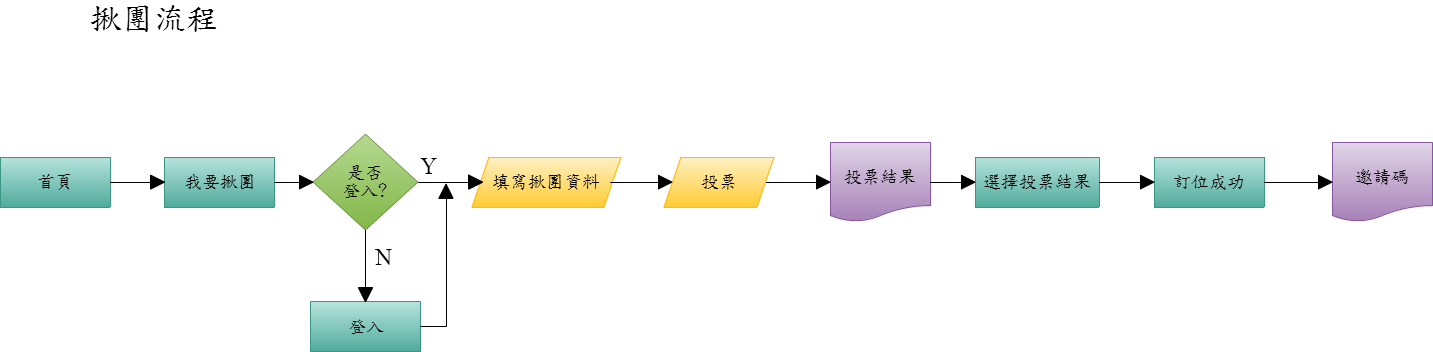 揪團流程
首頁
我要揪團
是否
登入?
Y
N
登入
填寫揪團資料
投票
投票結果
選擇投票結果
訂位成功
邀請碼